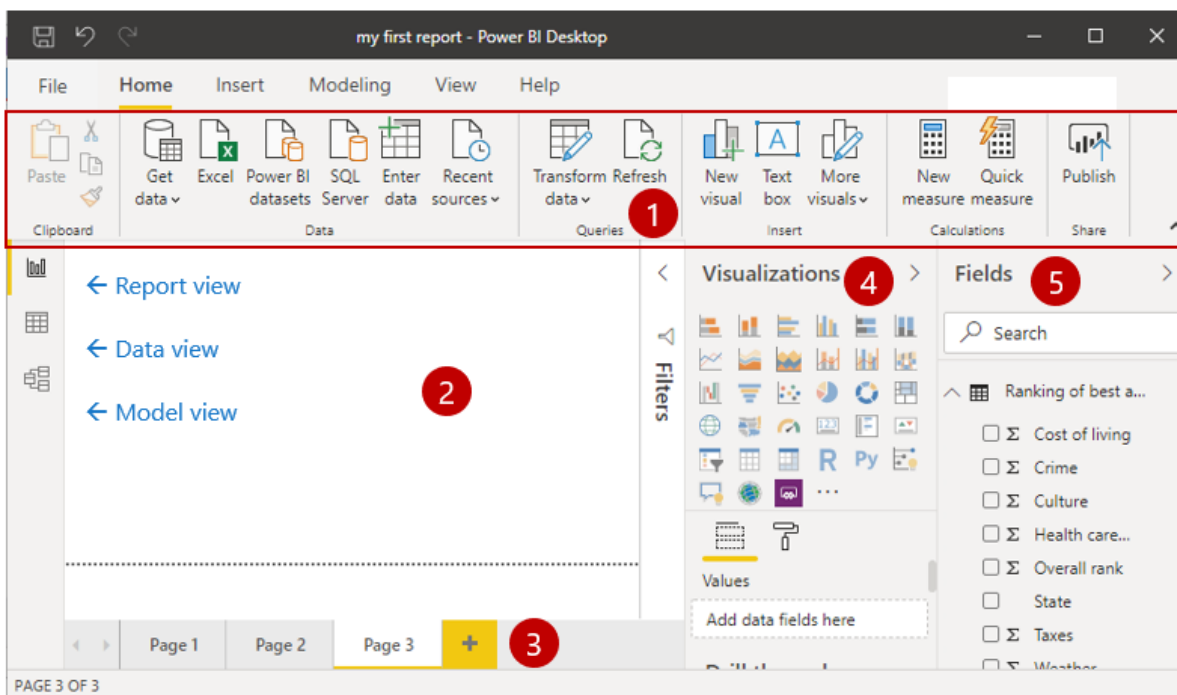 my first report - Power BI Desktop
File Home Insert Modeling View Help
Paste
Get data
Excel
Power BI datasets
SQL Server
Enter data
Recent sources
Transform data
Refresh
New visual
Text box
More visuals
New measure
Quick measure
Publish
Clipboard Data Queries 1 Insert Calculations Share
← Report view
← Data view
← Model view
2
Filters
Visualizations 4
123
R Py
Values
Add data fields here
Fields 5
Search
Ranking of best a...
Σ Cost of living
Σ Crime
Σ Culture
Σ Health care...
Σ Overall rank
State
Σ Taxes
Σ Weather
Page 1 Page 2 Page 3 + 3
PAGE 3 OF 3